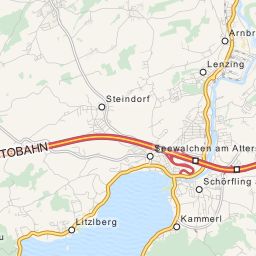 Arnbr
Lenzing
Steindorf
TOBAHN
Seewalchen am Atters
Schörfling
Kammerl
Litzlberg
u